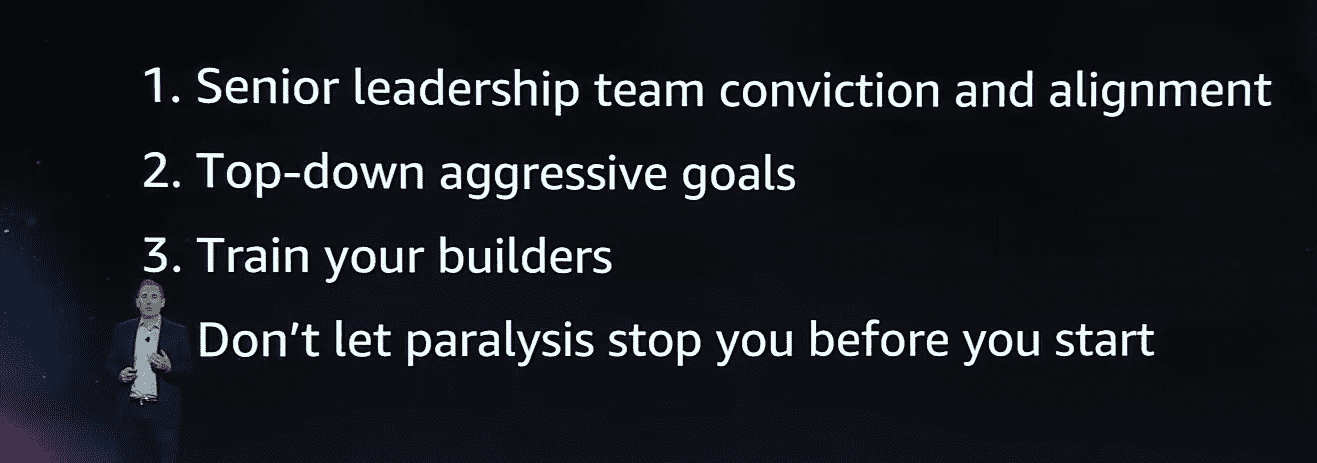 1. Senior leadership team conviction and alignment
2. Top-down aggressive goals
3. Train your builders
Don’t let paralysis stop you before you start